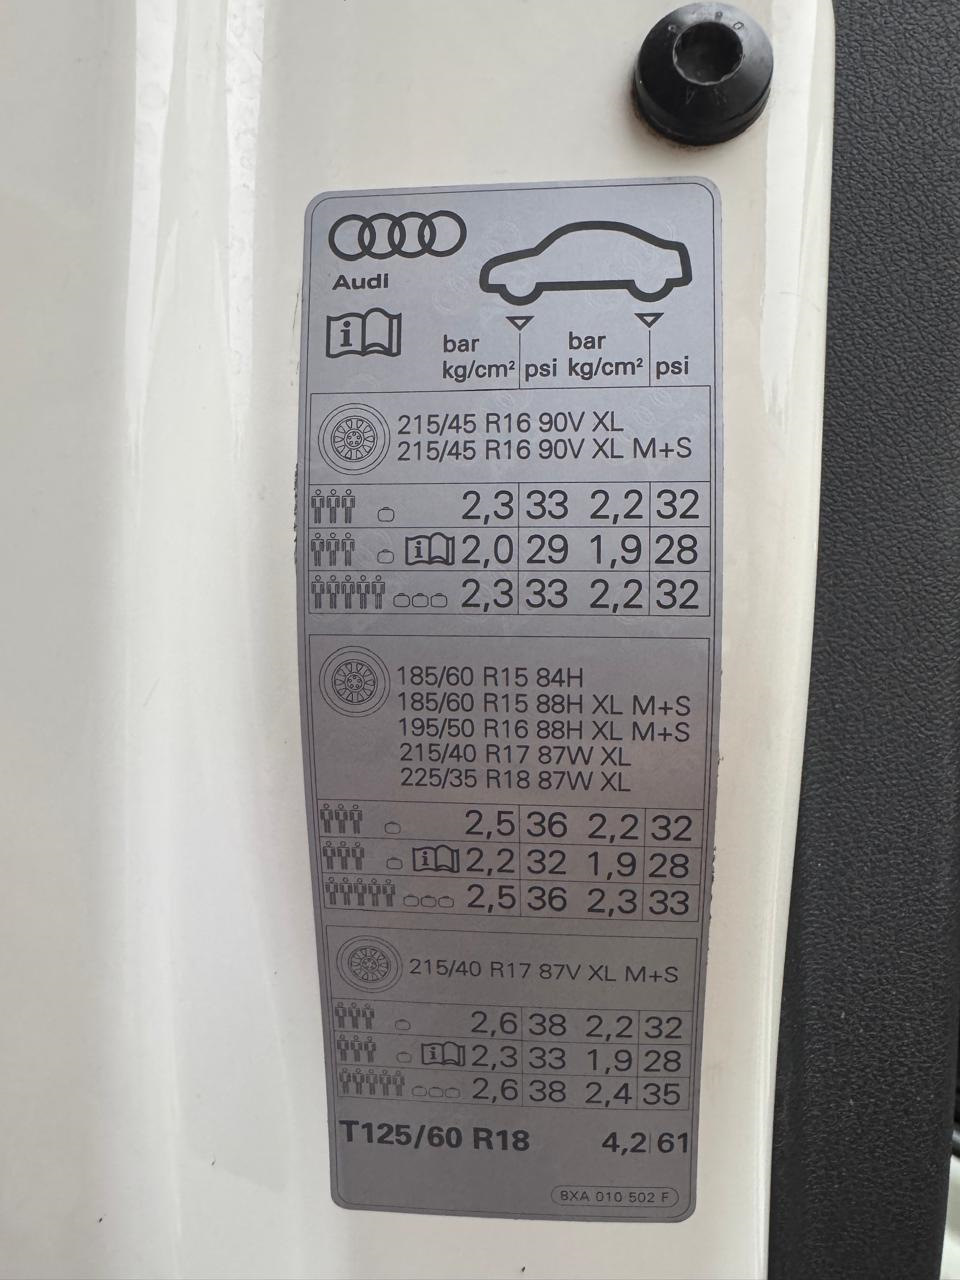 Audi
bar bar
kg/cm² psi kg/cm² psi
215/45 R16 90V XL
215/45 R16 90V XL M+S
2,3 33 2,2 32
i 2,0 29 1,9 28
2,3 33 2,2 32
185/60 R15 84H
185/60 R15 88H XL M+S
195/50 R16 88H XL M+S
215/40 R17 87W XL
225/35 R18 87W XL
2,5 36 2,2 32
i 2,2 32 1,9 28
2,5 36 2,3 33
215/40 R17 87V XL M+S
2,6 38 2,2 32
i 2,3 33 1,9 28
2,6 38 2,4 35
T125/60 R18 4,2 61
8XA 010 502 F